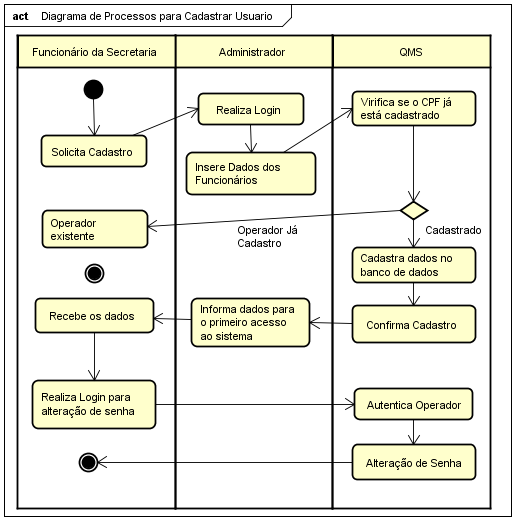 act Diagrama de Processos para Cadastrar Usuario
Funcionário da Secretaria
Administrador
QMS
Solicita Cadastro
Realiza Login
Insere Dados dos
Funcionários
Virifica se o CPF já
está cadastrado
Operador
existente
Operador Já
Cadastro
Cadastrado
Cadastra dados no
banco de dados
Confirma Cadastro
Informa dados para
o primeiro acesso
ao sistema
Recebe os dados
Realiza Login para
alteração de senha
Autentica Operador
Alteração de Senha